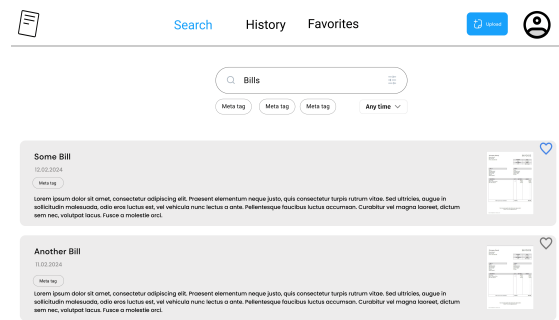 Search History Favorites Upload
Bills
Meta tag Meta tag Meta tag Any time
Some Bill
12.02.2024
Meta tag
Lorem ipsum dolor sit amet, consectetur adipiscing elit. Praesent elementum neque justo, quis consectetur turpis rutrum vitae. Sed ultricies, augue in
sollicitudin malesuada, odio eros luctus est, vel vehicula nunc lectus a ante. Pellentesque faucibus luctus accumsan. Curabitur vel magna laoreet, dictum
sem nec, volutpat lacus. Fusce a molestie orci.
Another Bill
11.02.2024
Meta tag
Lorem ipsum dolor sit amet, consectetur adipiscing elit. Praesent elementum neque justo, quis consectetur turpis rutrum vitae. Sed ultricies, augue in
sollicitudin malesuada, odio eros luctus est, vel vehicula nunc lectus a ante. Pellentesque faucibus luctus accumsan. Curabitur vel magna laoreet, dictum
sem nec, volutpat lacus. Fusce a molestie orci.